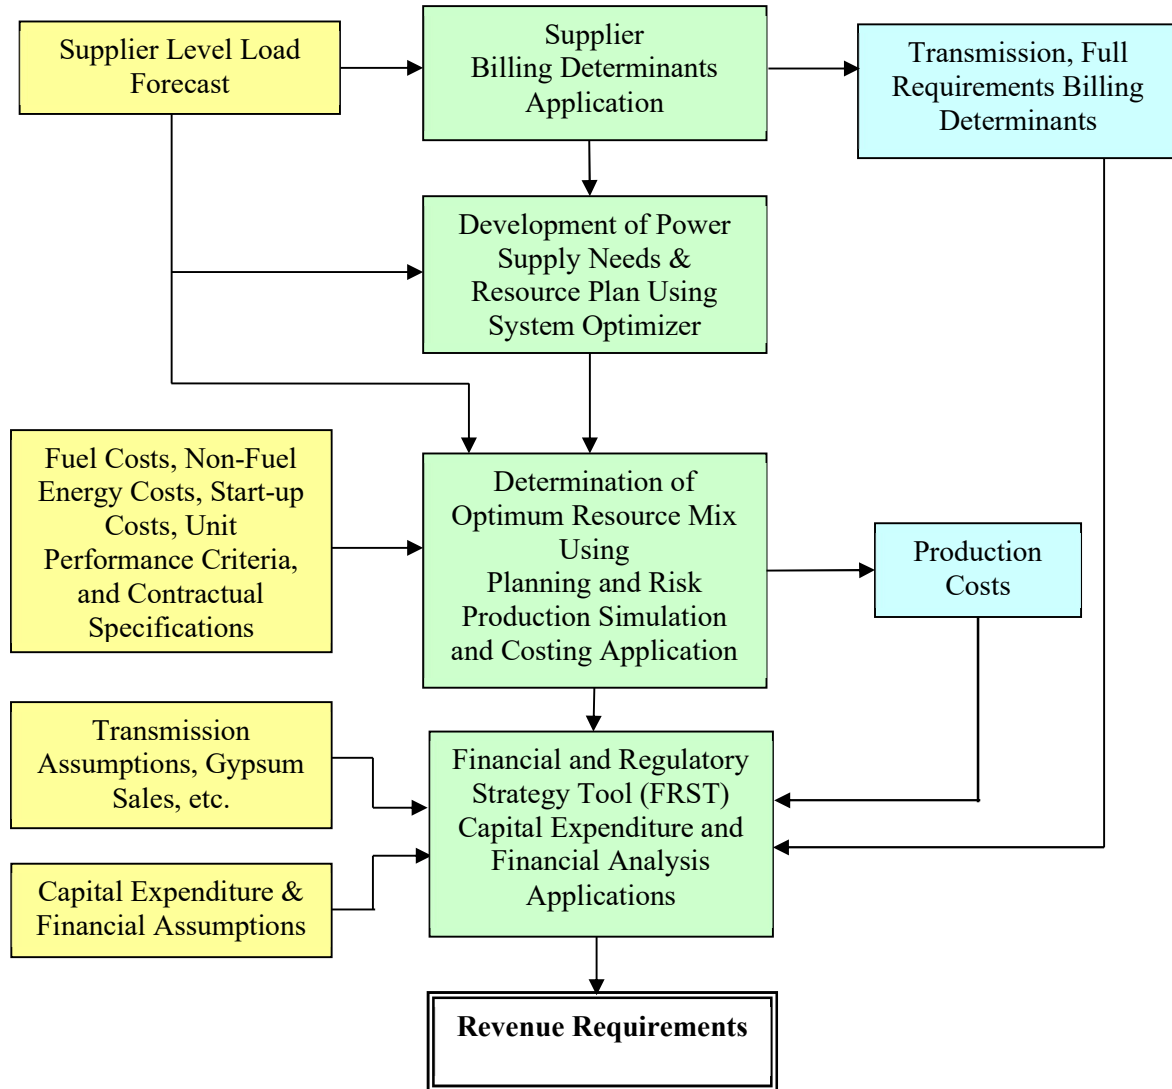 Supplier Level Load
Forecast
Supplier
Billing Determinants
Application
Transmission, Full
Requirements Billing
Determinants
Development of Power
Supply Needs &
Resource Plan Using
System Optimizer
Fuel Costs, Non-Fuel
Energy Costs, Start-up
Costs, Unit
Performance Criteria,
and Contractual
Specifications
Determination of
Optimum Resource Mix
Using
Planning and Risk
Production Simulation
and Costing Application
Production
Costs
Transmission
Assumptions, Gypsum
Sales, etc.
Financial and Regulatory
Strategy Tool (FRST)
Capital Expenditure and
Financial Analysis
Applications
Capital Expenditure &
Financial Assumptions
Revenue Requirements